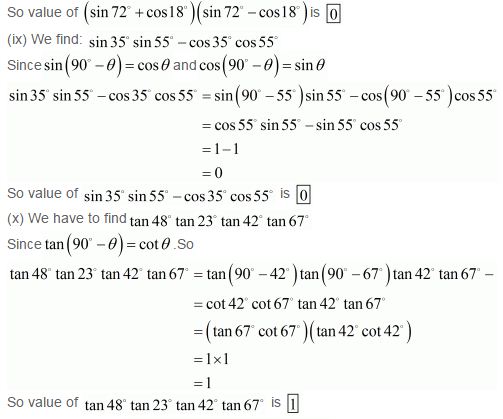 So value of (sin 72° + cos 18°)(sin 72° − cos 18°) is 0
(ix) We find: sin 35° sin 55° − cos 35° cos 55°
Since sin(90° − θ) = cos θ and cos(90° − θ) = sin θ
sin 35° sin 55° − cos 35° cos 55° = sin(90° − 55°) sin 55° − cos(90° − 55°) cos 55°
= cos 55° sin 55° − sin 55° cos 55°
= 1 − 1
= 0
So value of sin 35° sin 55° − cos 35° cos 55° is 0
(x) We have to find tan 48° tan 23° tan 42° tan 67°
Since tan(90° − θ) = cot θ .So
tan 48° tan 23° tan 42° tan 67° = tan(90° − 42°) tan(90° − 67°) tan 42° tan 67° −
= cot 42° cot 67° tan 42° tan 67°
= (tan 67° cot 67°)(tan 42° cot 42°)
= 1 × 1
= 1
So value of tan 48° tan 23° tan 42° tan 67° is 1